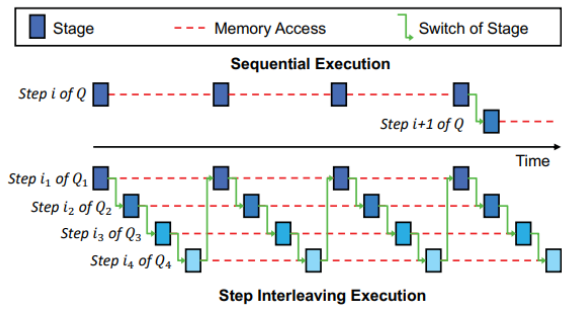 Stage Memory Access Switch of Stage
Sequential Execution
Step i of Q
Step i+1 of Q
Time
Step i₁ of Q₁
Step i₂ of Q₂
Step i₃ of Q₃
Step i₄ of Q₄
Step Interleaving Execution